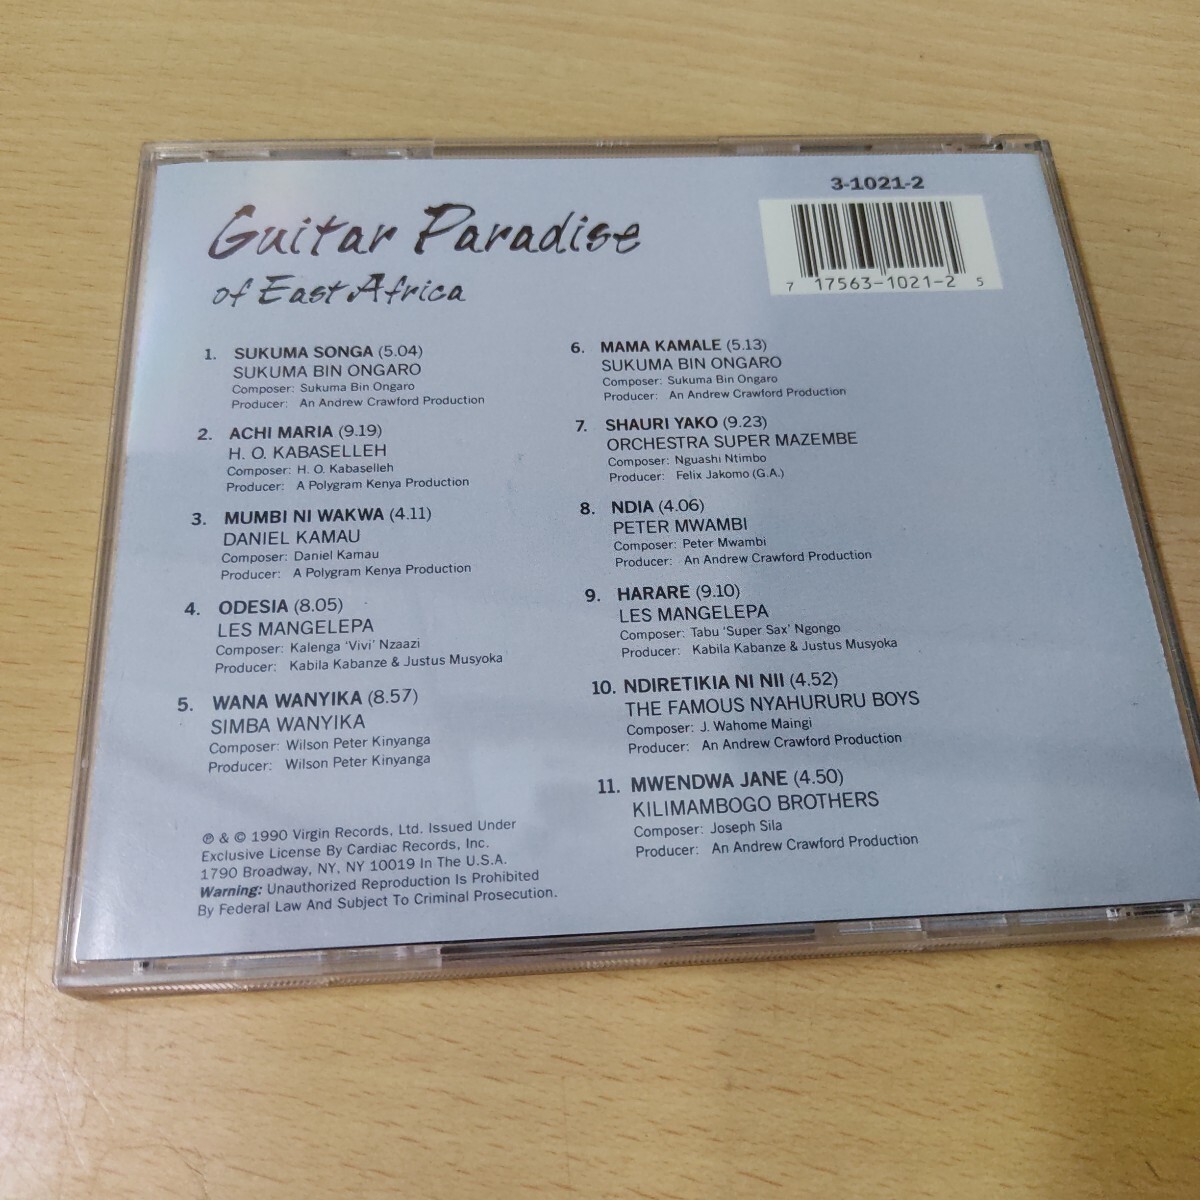 Guitar Paradise
of East Africa
3-1021-2
7 17563-1021-2 5
1. SUKUMA SONGA (5.04)
SUKUMA BIN ONGARO
Composer: Sukuma Bin Ongaro
Producer: An Andrew Crawford Production
2. ACHI MARIA (9.19)
H. O. KABASELLEH
Composer: H. O. Kabaselleh
Producer: A Polygram Kenya Production
3. MUMBI NI WAKWA (4.11)
DANIEL KAMAU
Composer: Daniel Kamau
Producer: A Polygram Kenya Production
4. ODESIA (8.05)
LES MANGELEPA
Composer: Kalenga ‘Vivi’ Nzaazi
Producer: Kabila Kabanze & Justus Musyoka
5. WANA WANYIKA (8.57)
SIMBA WANYIKA
Composer: Wilson Peter Kinyanga
Producer: Wilson Peter Kinyanga
6. MAMA KAMALE (5.13)
SUKUMA BIN ONGARO
Composer: Sukuma Bin Ongaro
Producer: An Andrew Crawford Production
7. SHAURI YAKO (9.23)
ORCHESTRA SUPER MAZEMBE
Composer: Nguashi Ntimbo
Producer: Felix Jakomo (G.A.)
8. NDIA (4.06)
PETER MWAMBI
Composer: Peter Mwambi
Producer: An Andrew Crawford Production
9. HARARE (9.10)
LES MANGELEPA
Composer: Tabu ‘Super Sax’ Ngongo
Producer: Kabila Kabanze & Justus Musyoka
10. NDIRETIKIA NI NII (4.52)
THE FAMOUS NYAHURURU BOYS
Composer: J. Wahome Maingi
Producer: An Andrew Crawford Production
11. MWENDWA JANE (4.50)
KILIMAMBOGO BROTHERS
Composer: Joseph Sila
Producer: An Andrew Crawford Production
℗ & © 1990 Virgin Records, Ltd. Issued Under
Exclusive License By Cardiac Records, Inc.
1790 Broadway, NY, NY 10019 In The U.S.A.
Warning: Unauthorized Reproduction Is Prohibited
By Federal Law And Subject To Criminal Prosecution.